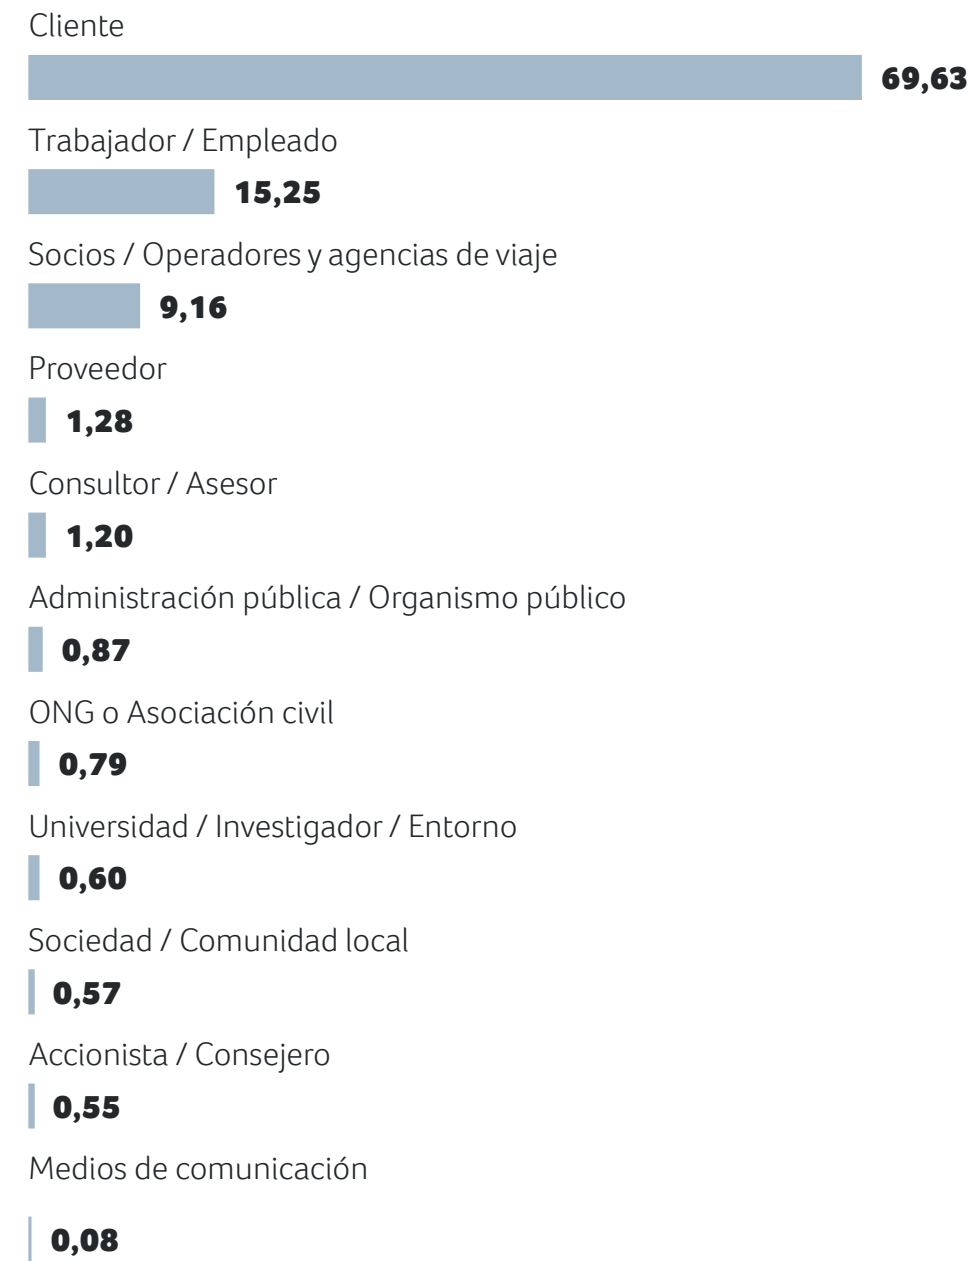 Cliente
69,63
Trabajador / Empleado
15,25
Socios / Operadores y agencias de viaje
9,16
Proveedor
1,28
Consultor / Asesor
1,20
Administración pública / Organismo público
0,87
ONG o Asociación civil
0,79
Universidad / Investigador / Entorno
0,60
Sociedad / Comunidad local
0,57
Accionista / Consejero
0,55
Medios de comunicación
0,08